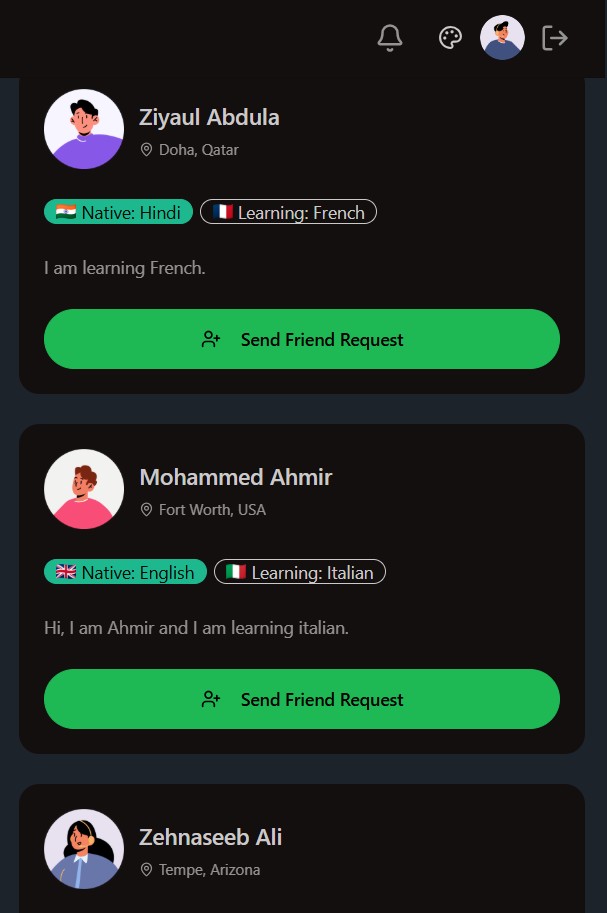 Ziyaul Abdula
Doha, Qatar
Native: Hindi Learning: French
I am learning French.
Send Friend Request
Mohammed Ahmir
Fort Worth, USA
Native: English Learning: Italian
Hi, I am Ahmir and I am learning italian.
Send Friend Request
Zehnaseeb Ali
Tempe, Arizona